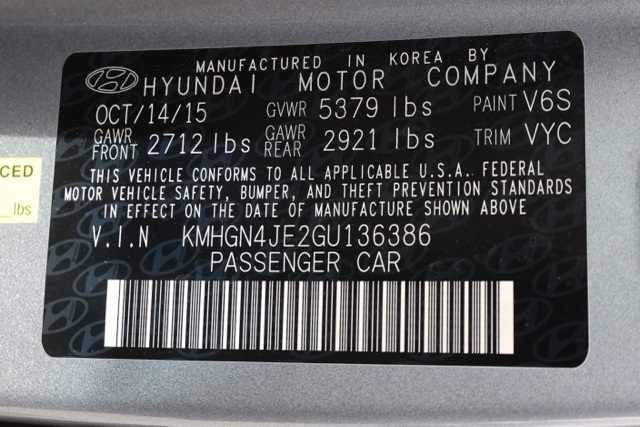 MANUFACTURED IN KOREA BY
HYUNDAI MOTOR COMPANY
OCT/14/15 GVWR 5379 lbs PAINT V6S
GAWR FRONT 2712 lbs GAWR REAR 2921 lbs TRIM VYC
THIS VEHICLE CONFORMS TO ALL APPLICABLE U.S.A. FEDERAL
MOTOR VEHICLE SAFETY, BUMPER, AND THEFT PREVENTION STANDARDS
IN EFFECT ON THE DATE OF MANUFACTURE SHOWN ABOVE
V.I.N KMHGN4JE2GU136386
PASSENGER CAR
CED
lbs